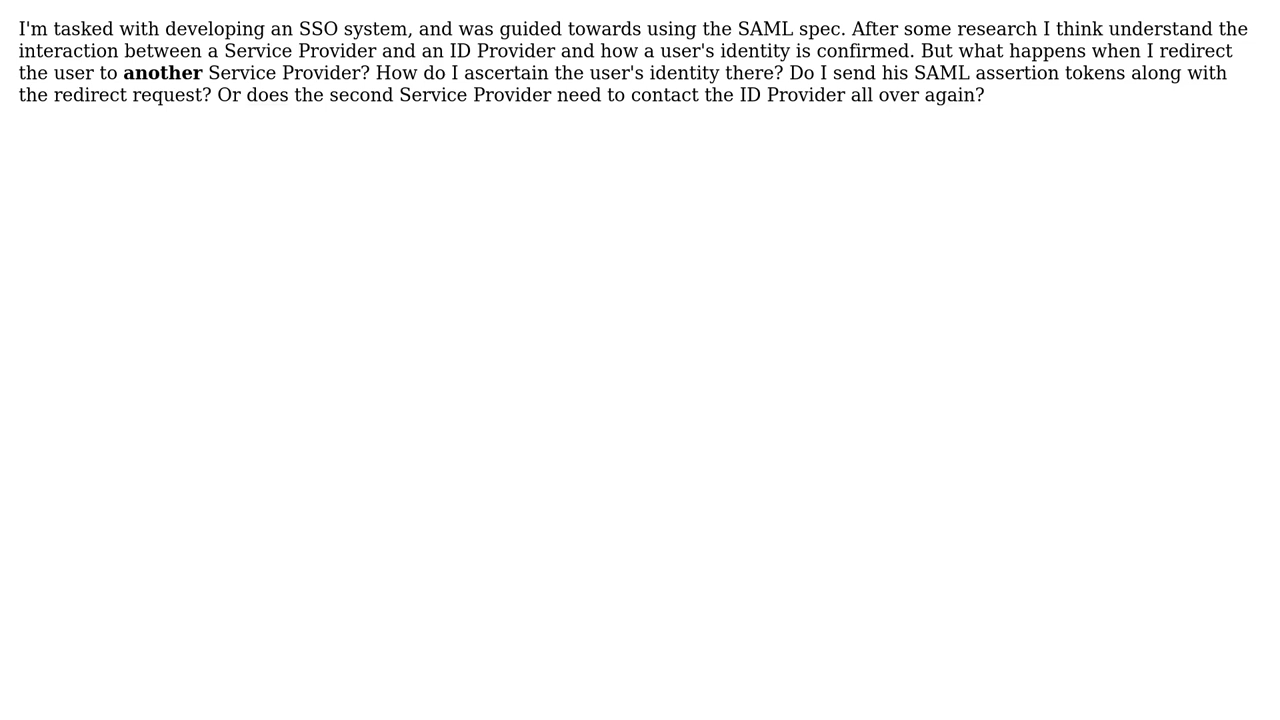 I'm tasked with developing an SSO system, and was guided towards using the SAML spec. After some research I think understand the
interaction between a Service Provider and an ID Provider and how a user's identity is confirmed. But what happens when I redirect
the user to another Service Provider? How do I ascertain the user's identity there? Do I send his SAML assertion tokens along with
the redirect request? Or does the second Service Provider need to contact the ID Provider all over again?